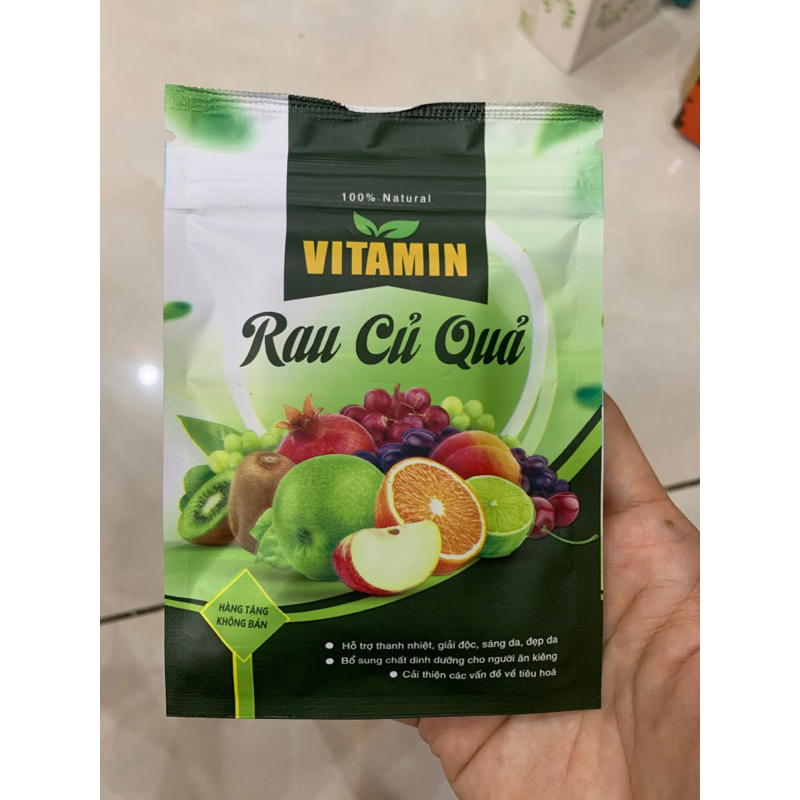 100% Natural
VITAMIN
Rau Củ Quả
HÀNG TẶNG
KHÔNG BÁN
Hỗ trợ thanh nhiệt, giải độc, sáng da, đẹp da
Bổ sung chất dinh dưỡng cho người ăn kiêng
Cải thiện các vấn đề về tiêu hoá